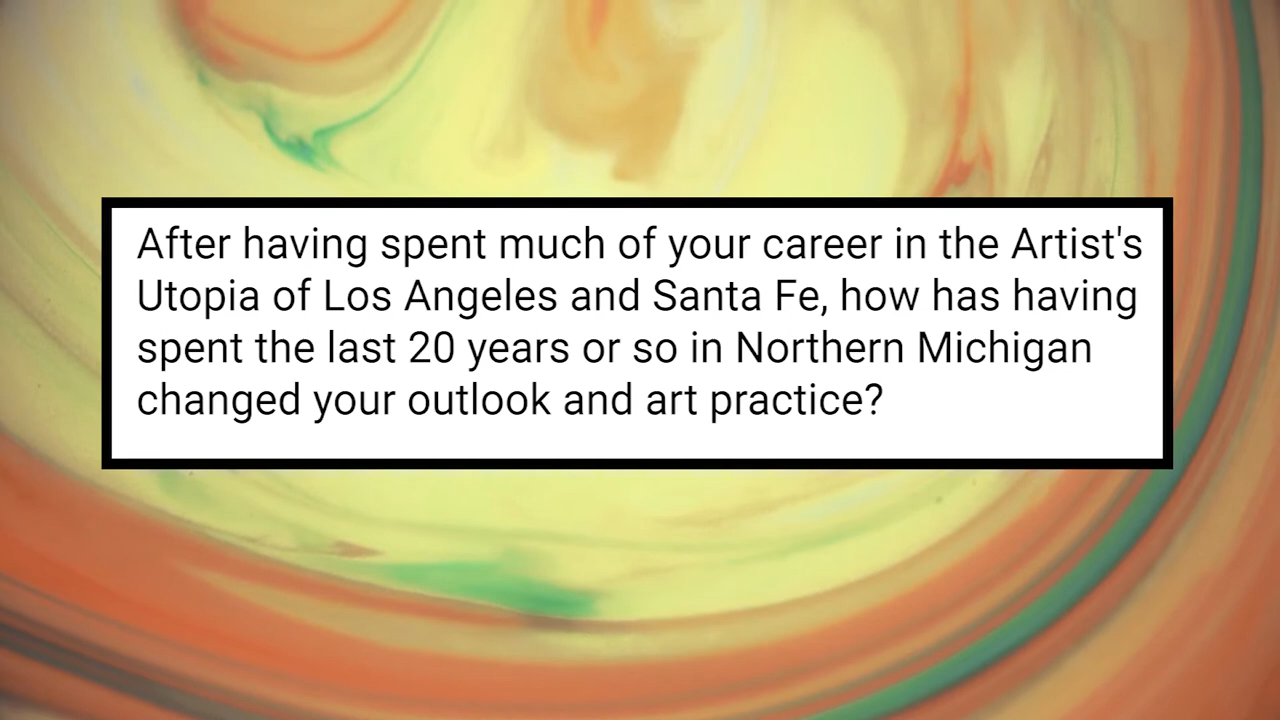 After having spent much of your career in the Artist's
Utopia of Los Angeles and Santa Fe, how has having
spent the last 20 years or so in Northern Michigan
changed your outlook and art practice?